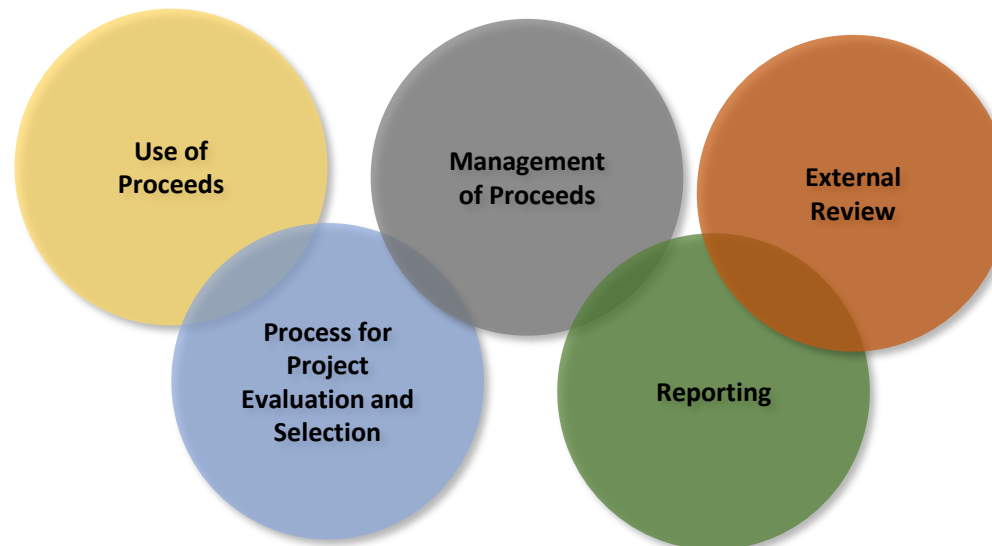 Use of
Proceeds
Process for
Project
Evaluation and
Selection
Management
of Proceeds
Reporting
External
Review